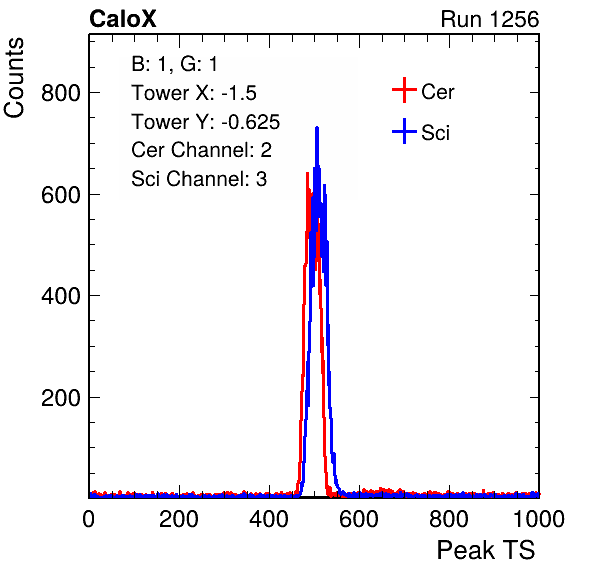 CaloX Run 1256
Counts
B: 1, G: 1
Tower X: -1.5
Tower Y: -0.625
Cer Channel: 2
Sci Channel: 3
Cer
Sci
800
600
400
200
0 200 400 600 800 1000
Peak TS